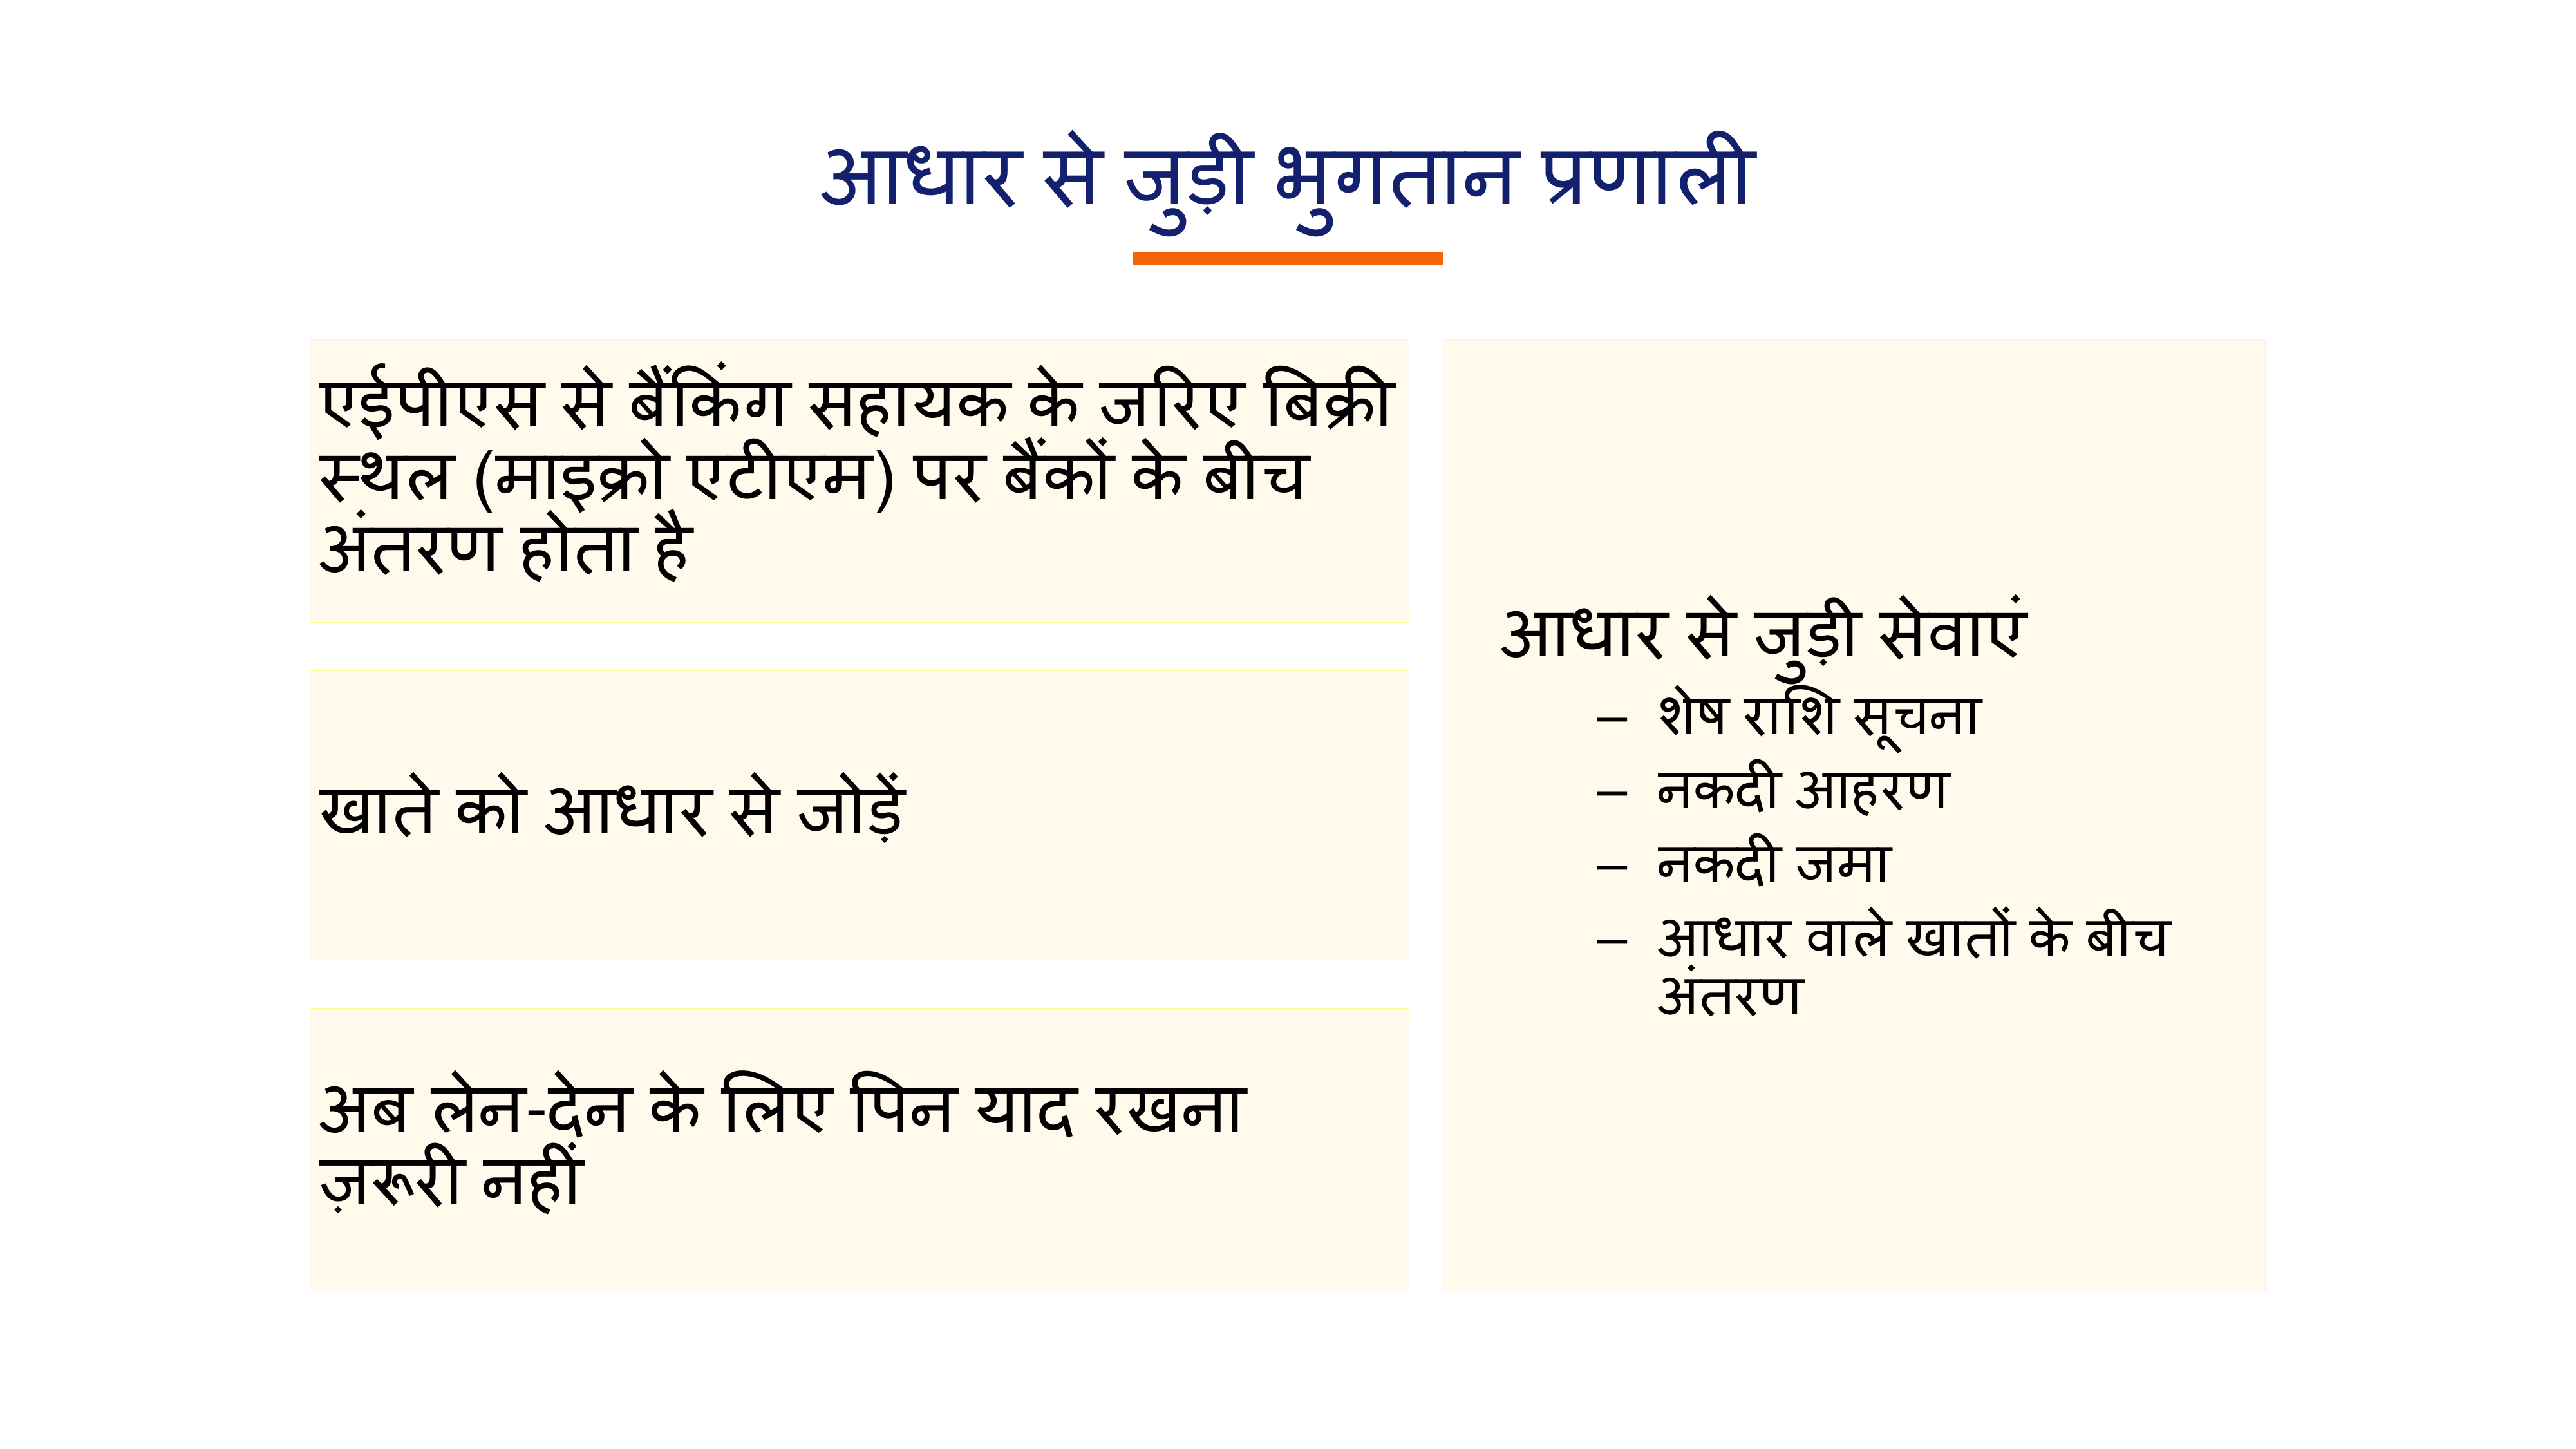 आधार से जुड़ी भुगतान प्रणाली
एईपीएस से बैंकिंग सहायक के जरिए बिक्री
स्थल (माइक्रो एटीएम) पर बैंकों के बीच
अंतरण होता है
खाते को आधार से जोड़ें
अब लेन-देन के लिए पिन याद रखना
ज़रूरी नहीं
आधार से जुड़ी सेवाएं
– शेष राशि सूचना
– नकदी आहरण
– नकदी जमा
– आधार वाले खातों के बीच
अंतरण